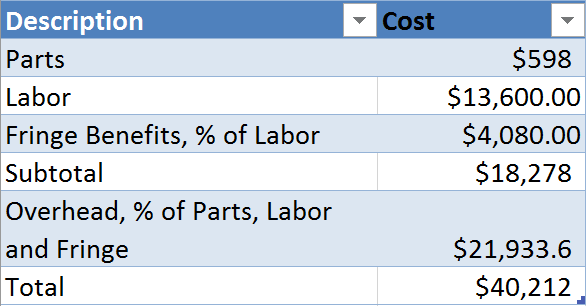 Description Cost
Parts $598
Labor $13,600.00
Fringe Benefits, % of Labor $4,080.00
Subtotal $18,278
Overhead, % of Parts, Labor
and Fringe $21,933.6
Total $40,212